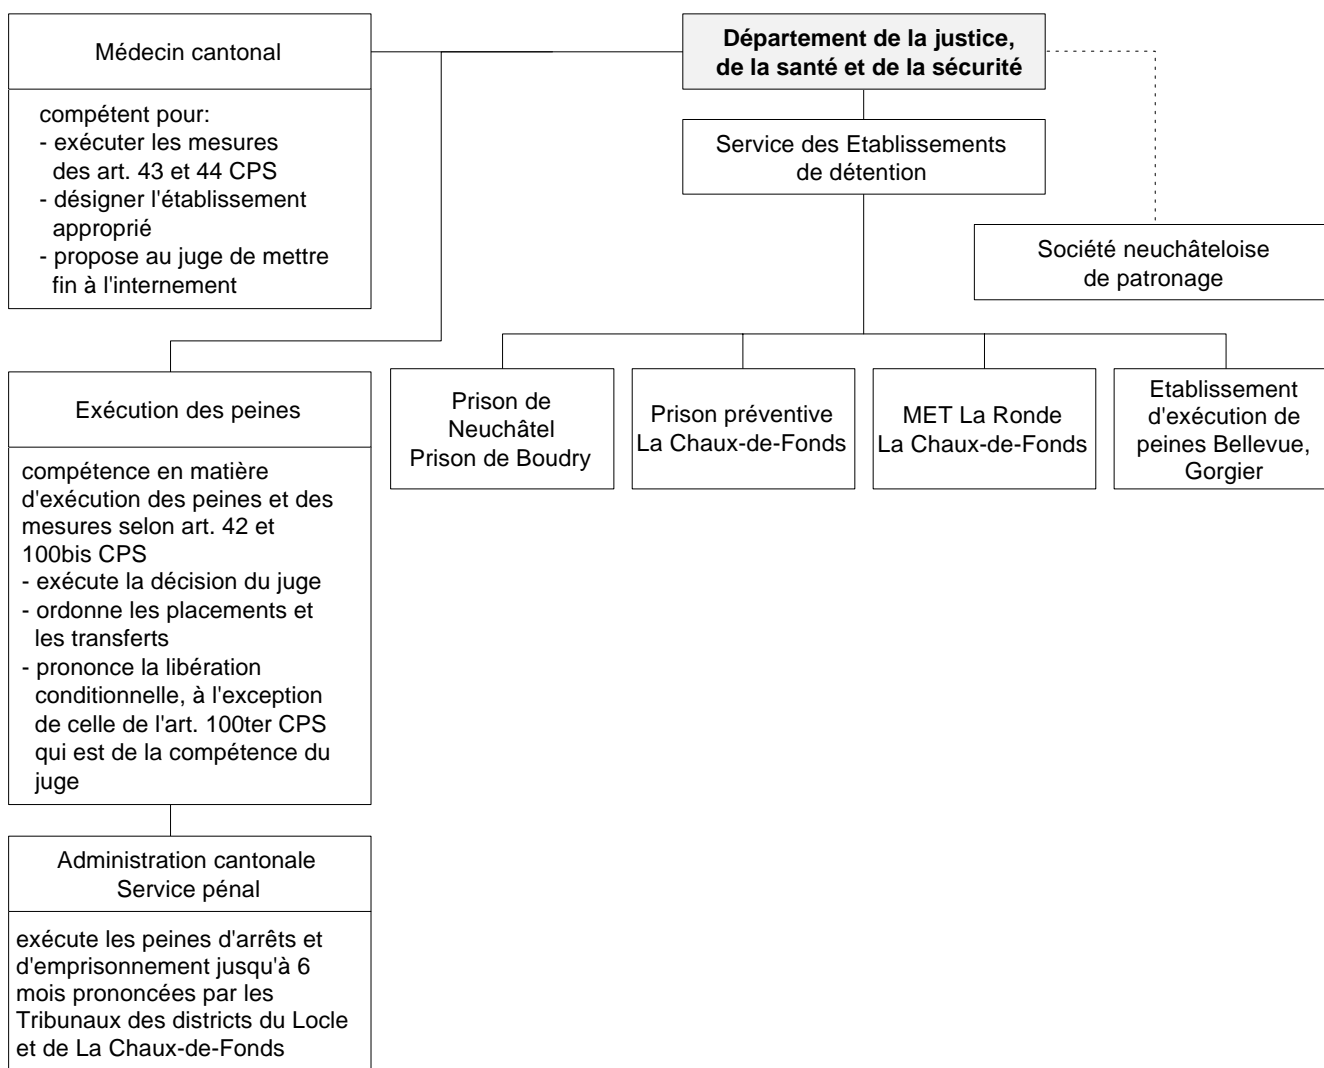 Médecin cantonal
compétent pour:
- exécuter les mesures
des art. 43 et 44 CPS
- désigner l'établissement
approprié
- propose au juge de mettre
fin à l'internement
Département de la justice,
de la santé et de la sécurité
Service des Etablissements
de détention
Société neuchâteloise
de patronage
Exécution des peines
compétence en matière
d'exécution des peines et des
mesures selon art. 42 et
100bis CPS
- exécute la décision du juge
- ordonne les placements et
les transferts
- prononce la libération
conditionnelle, à l'exception
de celle de l'art. 100ter CPS
qui est de la compétence du
juge
Prison de
Neuchâtel
Prison de Boudry
Prison préventive
La Chaux-de-Fonds
MET La Ronde
La Chaux-de-Fonds
Etablissement
d'exécution de
peines Bellevue,
Gorgier
Administration cantonale
Service pénal
exécute les peines d'arrêts et
d'emprisonnement jusqu'à 6
mois prononcées par les
Tribunaux des districts du Locle
et de La Chaux-de-Fonds